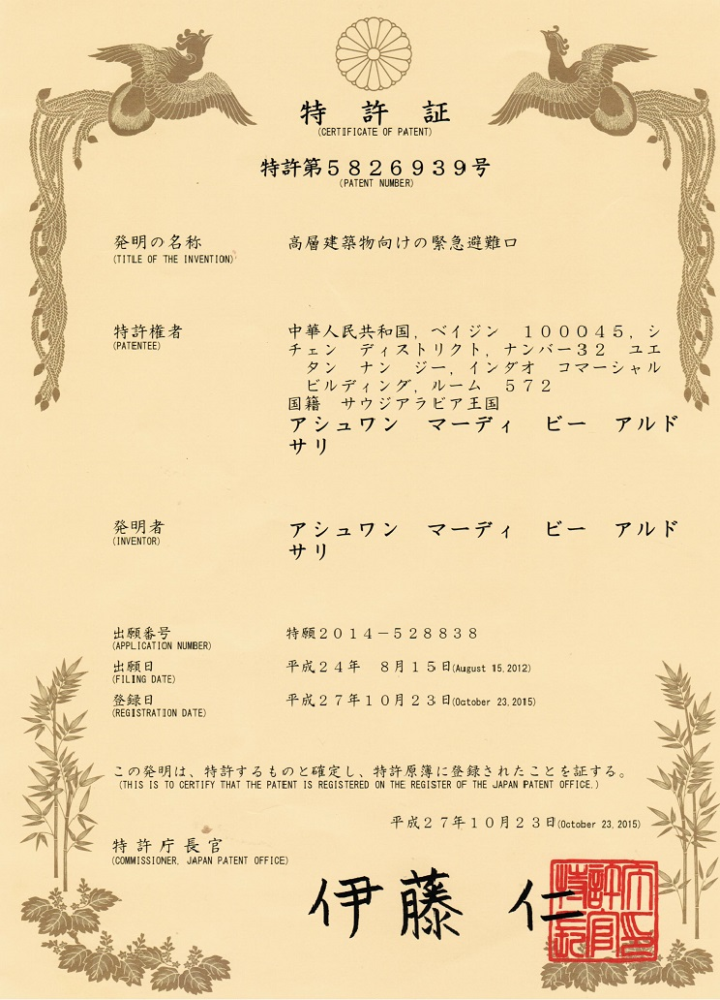 特許証
(CERTIFICATE OF PATENT)
特許第５８２６９３９号
(PATENT NUMBER)
発明の名称 高層建築物向けの緊急避難口
(TITLE OF THE INVENTION)
特許権者 中華人民共和国，ベイジン　１０００４５，シ
(PATENTEE) チェン　ディストリクト，ナンバー３２　ユエ
タン　ナン　ジー，インダオ　コマーシャル
ビルディング，ルーム　５７２
国籍　サウジアラビア王国
アシュワン　マーディ　ビー　アルド
サリ
発明者 アシュワン　マーディ　ビー　アルド
(INVENTOR) サリ
出願番号 特願２０１４－５２８８３８
(APPLICATION NUMBER)
出願日 平成２４年　８月１５日(August 15,2012)
(FILING DATE)
登録日 平成２７年１０月２３日(October 23,2015)
(REGISTRATION DATE)
この発明は、特許するものと確定し、特許原簿に登録されたことを証する。
(THIS IS TO CERTIFY THAT THE PATENT IS REGISTERED ON THE REGISTER OF THE JAPAN PATENT OFFICE.)
平成２７年１０月２３日(October 23,2015)
特許庁長官
(COMMISSIONER, JAPAN PATENT OFFICE)
伊藤　仁